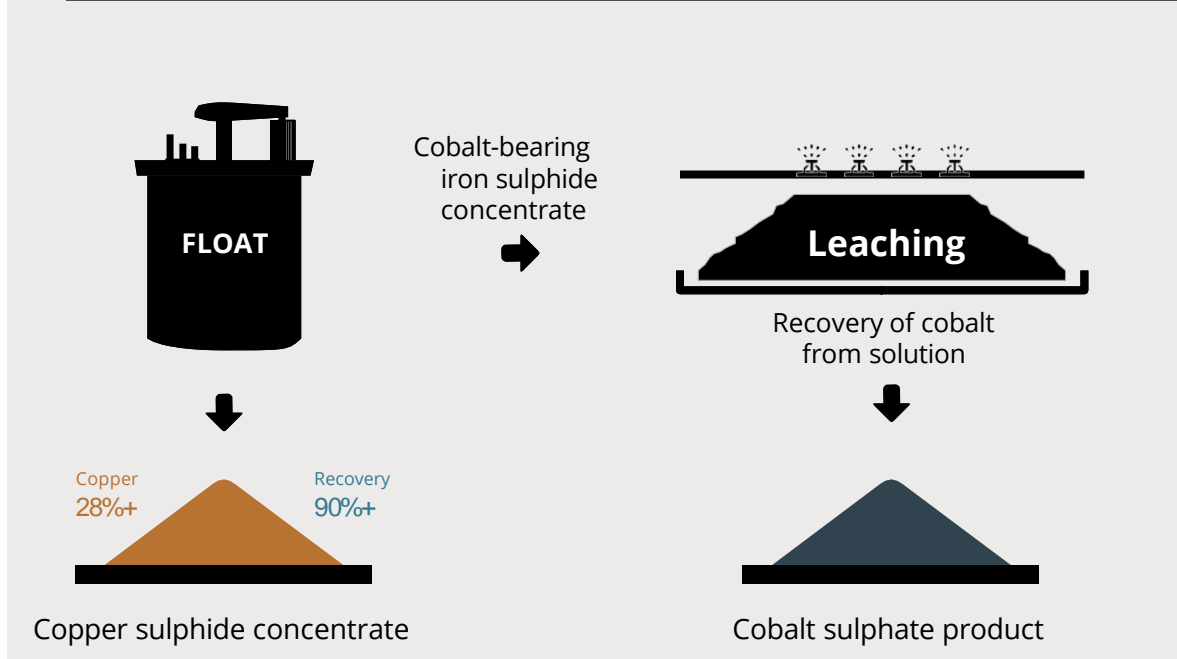 Cobalt-bearing
iron sulphide
concentrate
FLOAT
Leaching
Recovery of cobalt
from solution
Copper
28%+
Recovery
90%+
Copper sulphide concentrate
Cobalt sulphate product